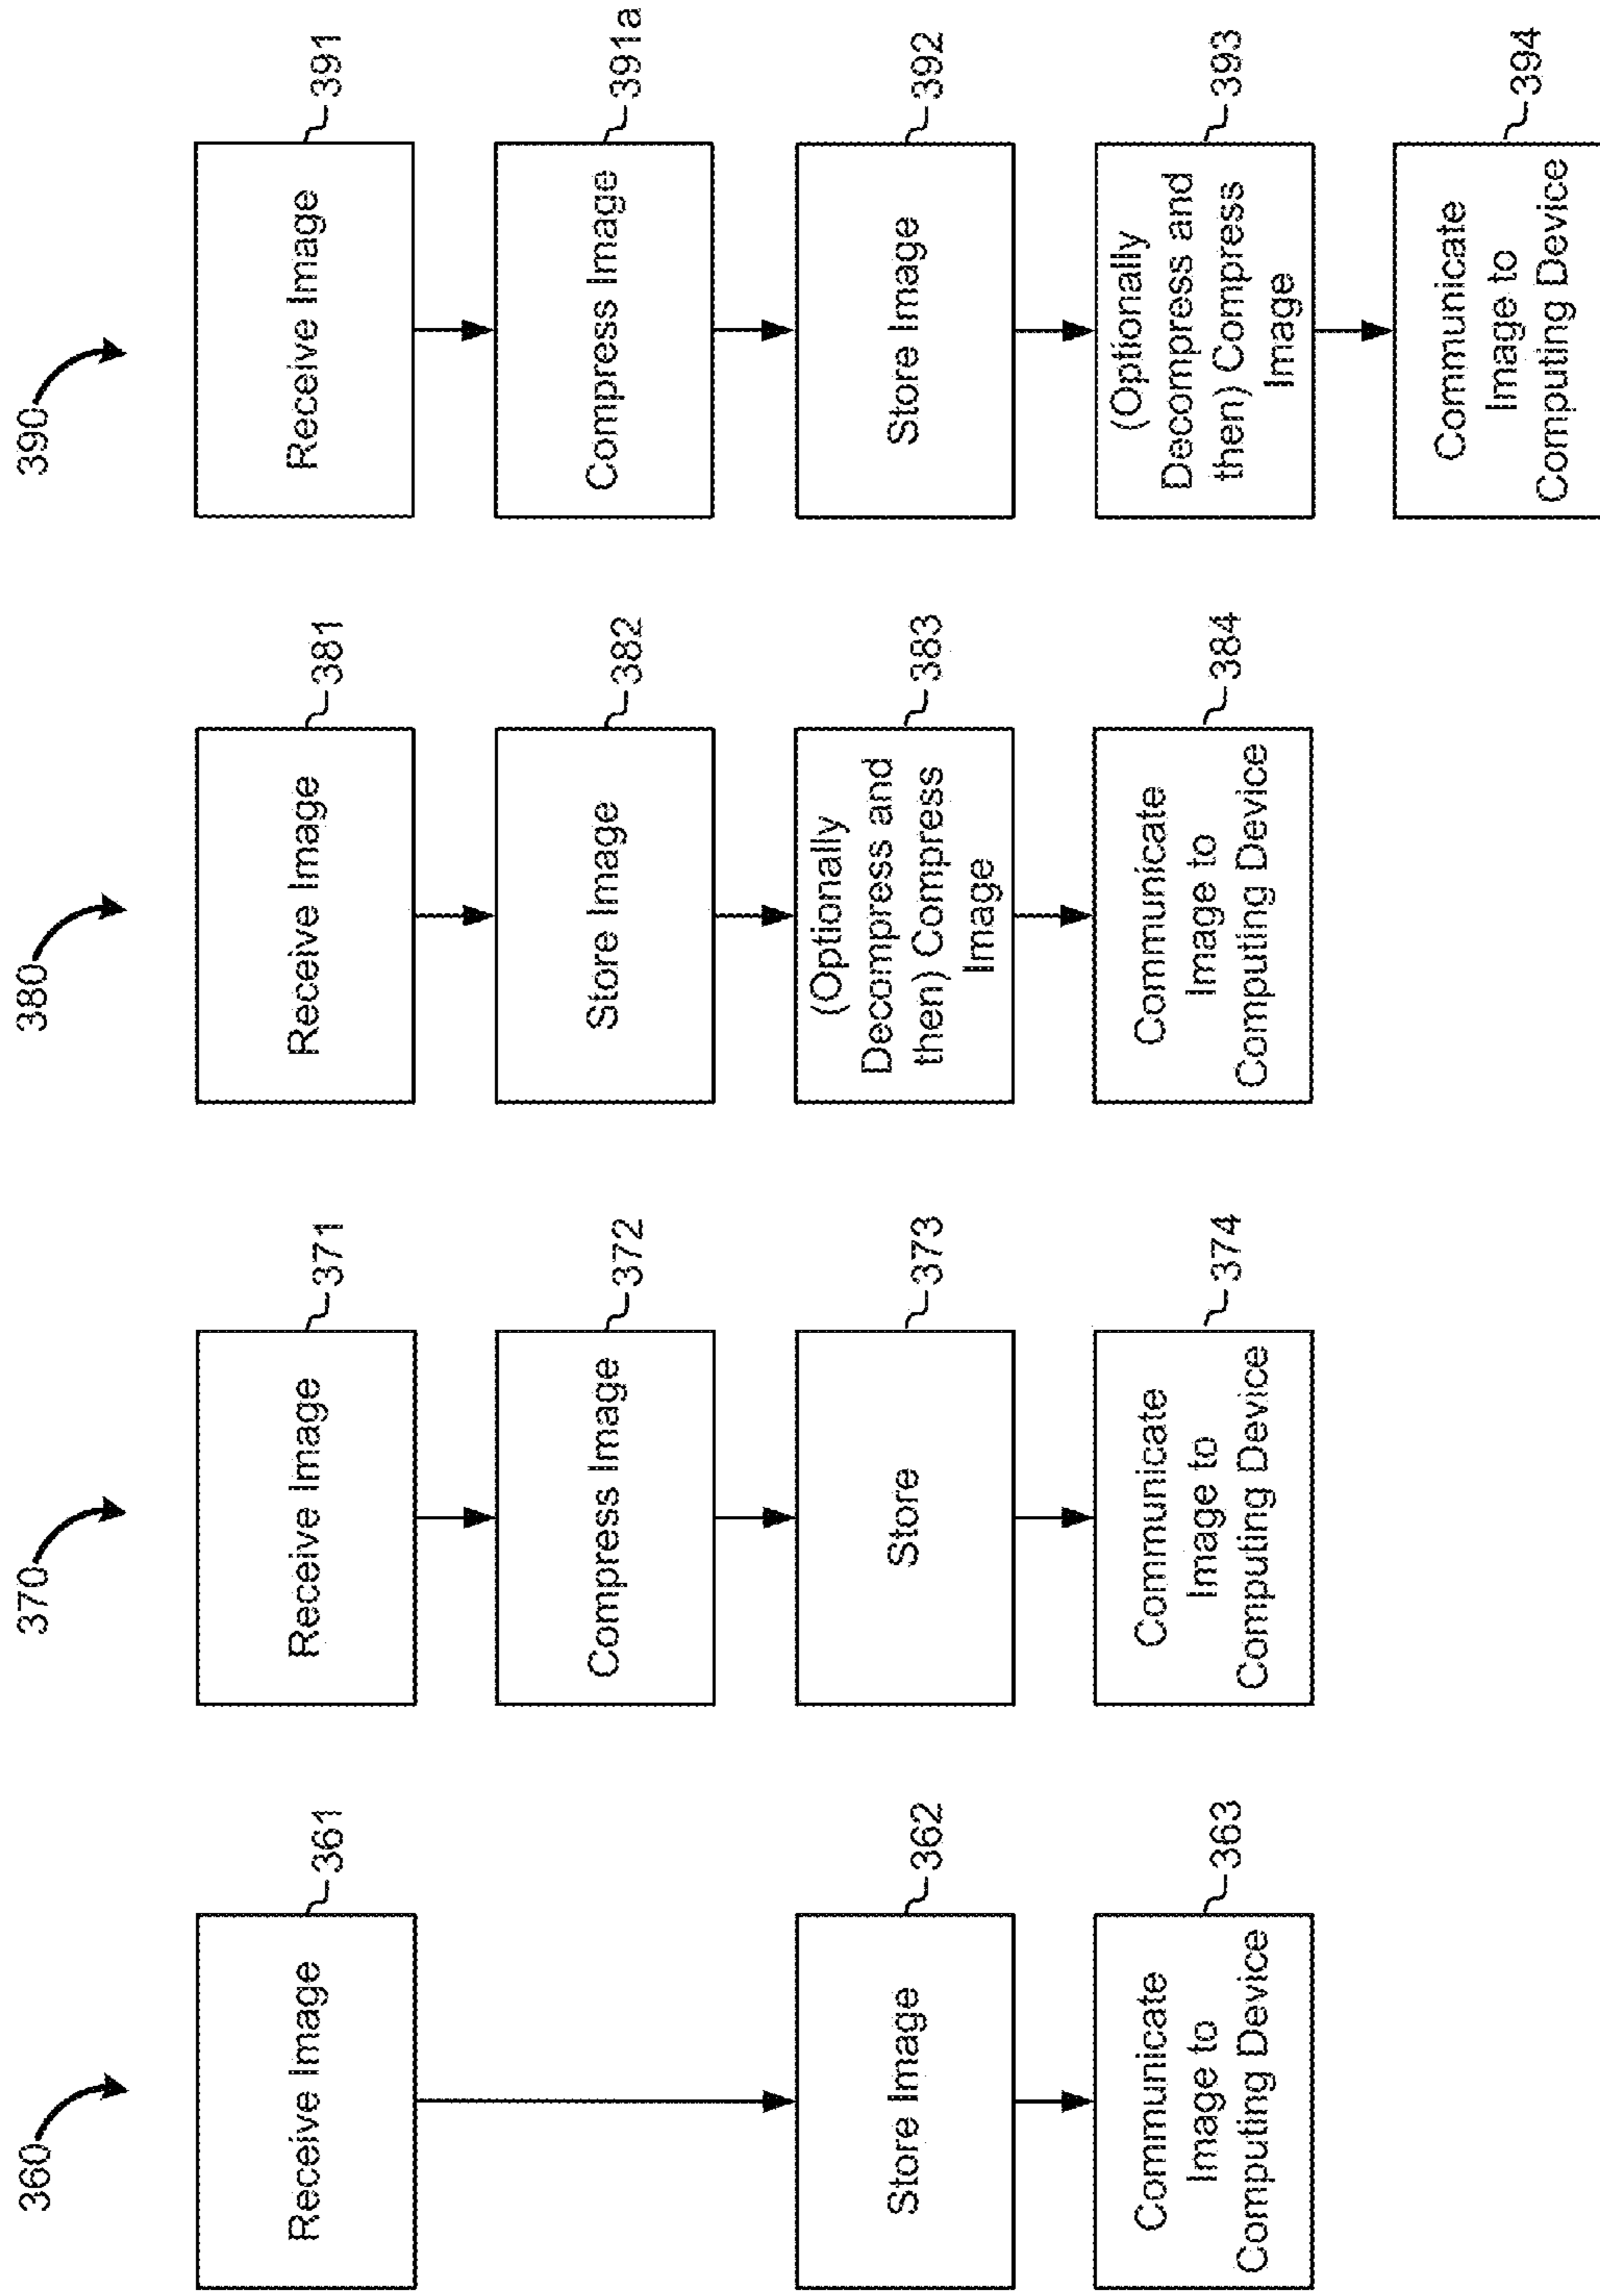 360
Receive Image
361
Store Image
362
Communicate
Image to
Computing Device
363
370
Receive Image
371
Compress Image
372
Store
373
Communicate
Image to
Computing Device
374
380
Receive Image
381
Store Image
382
(Optionally
Decompress and
then) Compress
Image
383
Communicate
Image to
Computing Device
384
390
Receive Image
391
Compress Image
391a
Store Image
392
(Optionally
Decompress and
then) Compress
Image
393
Communicate
Image to
Computing Device
394